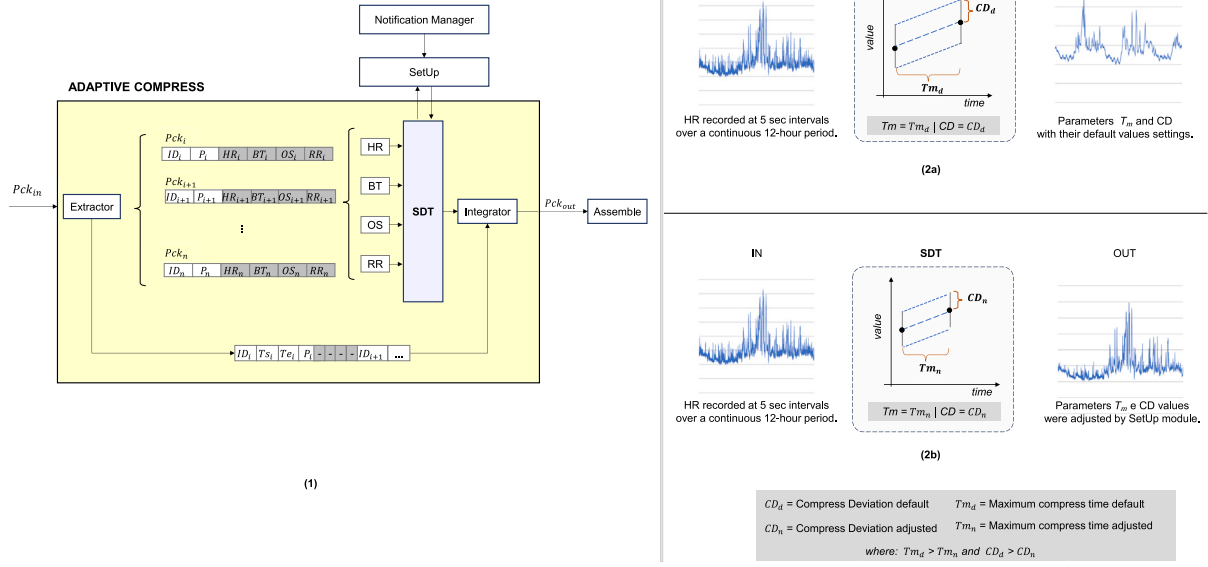 Notification Manager
SetUp
ADAPTIVE COMPRESS
Pck_in
Extractor
Pck_i
ID_i P_i HR_i BT_i OS_i RR_i
Pck_{i+1}
ID_{i+1} P_{i+1} HR_{i+1} BT_{i+1} OS_{i+1} RR_{i+1}
⋮
Pck_n
ID_n P_n HR_n BT_n OS_n RR_n
HR
BT
OS
RR
SDT
Integrator
Pck_out
Assemble
ID_i Ts_i Te_i P_i - - - - ID_{i+1} ...
(1)
value
CD_d
Tm_d
time
Tm = Tm_d | CD = CD_d
HR recorded at 5 sec intervals
over a continuous 12-hour period.
Parameters T_m and CD
with their default values settings.
(2a)
IN
SDT
OUT
value
CD_n
Tm_n
time
Tm = Tm_n | CD = CD_n
HR recorded at 5 sec intervals
over a continuous 12-hour period.
Parameters T_m e CD values
were adjusted by SetUp module.
(2b)
CD_d = Compress Deviation default Tm_d = Maximum compress time default
CD_n = Compress Deviation adjusted Tm_n = Maximum compress time adjusted
where: Tm_d > Tm_n and CD_d > CD_n